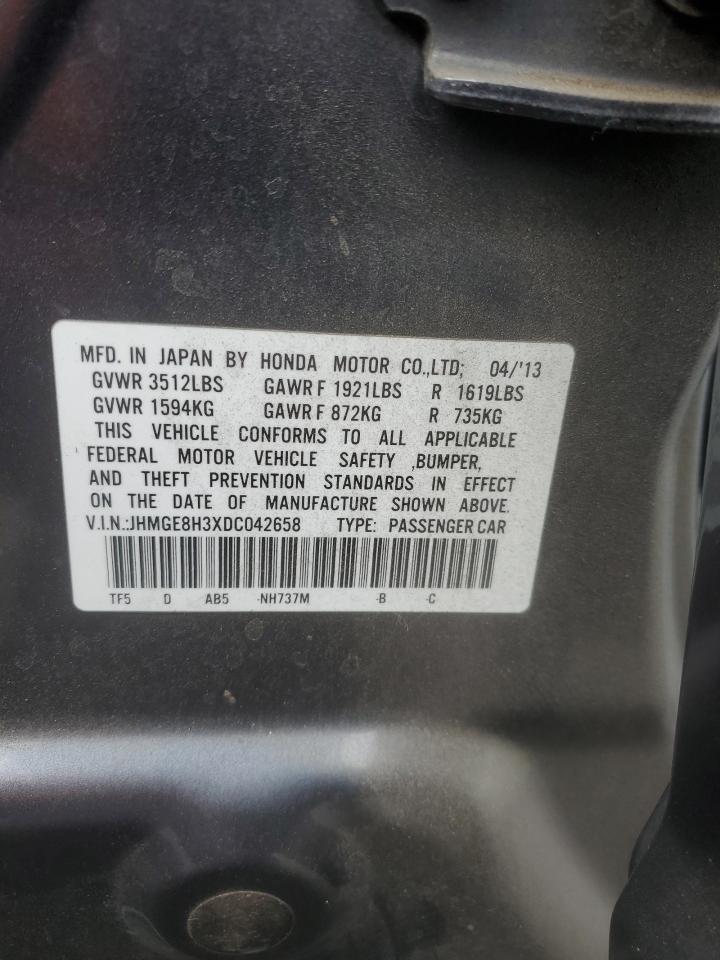 MFD. IN JAPAN BY HONDA MOTOR CO.,LTD; 04/'13
GVWR 3512LBS GAWR F 1921LBS R 1619LBS
GVWR 1594KG GAWR F 872KG R 735KG
THIS VEHICLE CONFORMS TO ALL APPLICABLE
FEDERAL MOTOR VEHICLE SAFETY ,BUMPER,
AND THEFT PREVENTION STANDARDS IN EFFECT
ON THE DATE OF MANUFACTURE SHOWN ABOVE.
V.I.N.:JHMGE8H3XDC042658 TYPE: PASSENGER CAR
TF5 D AB5 -NH737M -B -C